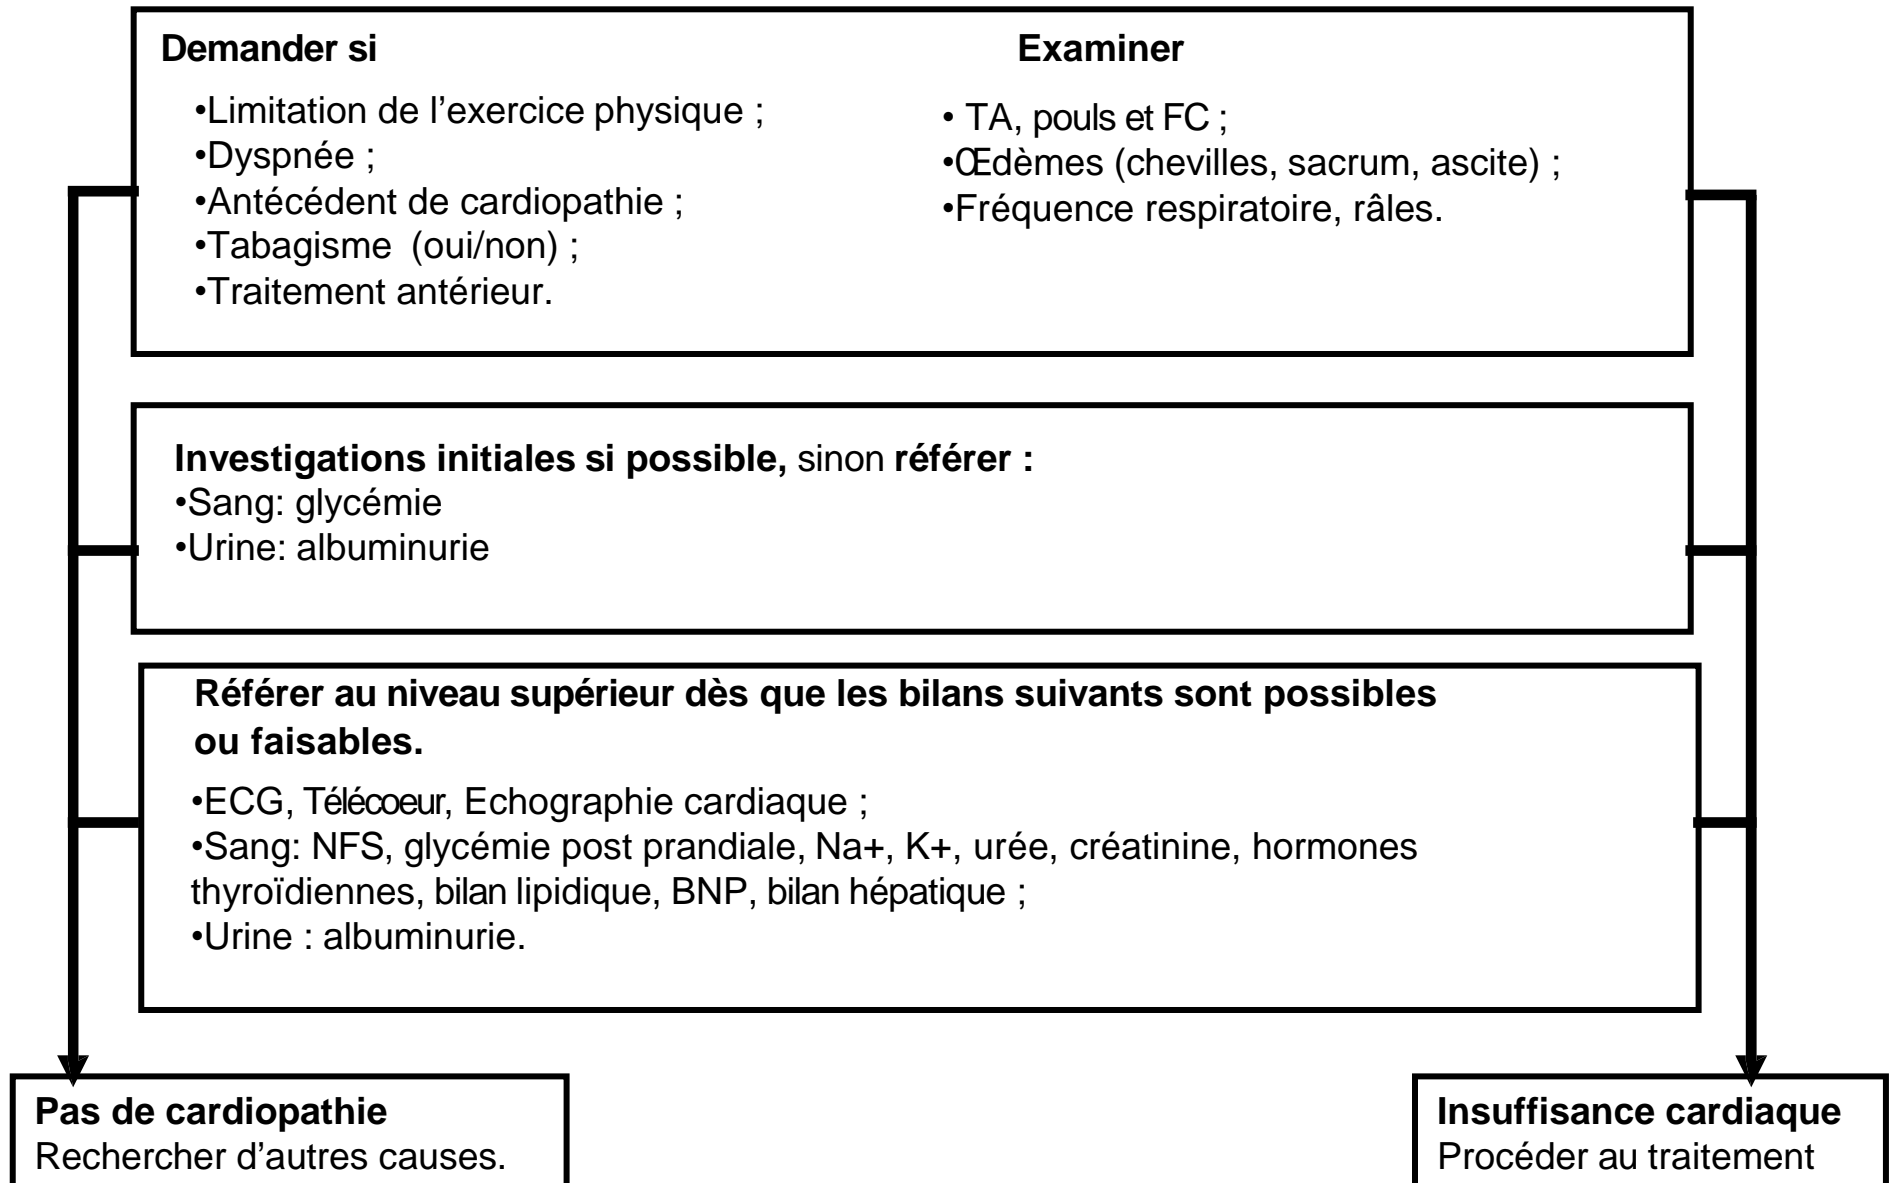 Demander si
•Limitation de l’exercice physique ;
•Dyspnée ;
•Antécédent de cardiopathie ;
•Tabagisme (oui/non) ;
•Traitement antérieur.
Examiner
• TA, pouls et FC ;
•Œdèmes (chevilles, sacrum, ascite) ;
•Fréquence respiratoire, râles.
Investigations initiales si possible, sinon référer :
•Sang: glycémie
•Urine: albuminurie
Référer au niveau supérieur dès que les bilans suivants sont possibles
ou faisables.
•ECG, Télécoeur, Echographie cardiaque ;
•Sang: NFS, glycémie post prandiale, Na+, K+, urée, créatinine, hormones
thyroïdiennes, bilan lipidique, BNP, bilan hépatique ;
•Urine : albuminurie.
Pas de cardiopathie
Rechercher d’autres causes.
Insuffisance cardiaque
Procéder au traitement